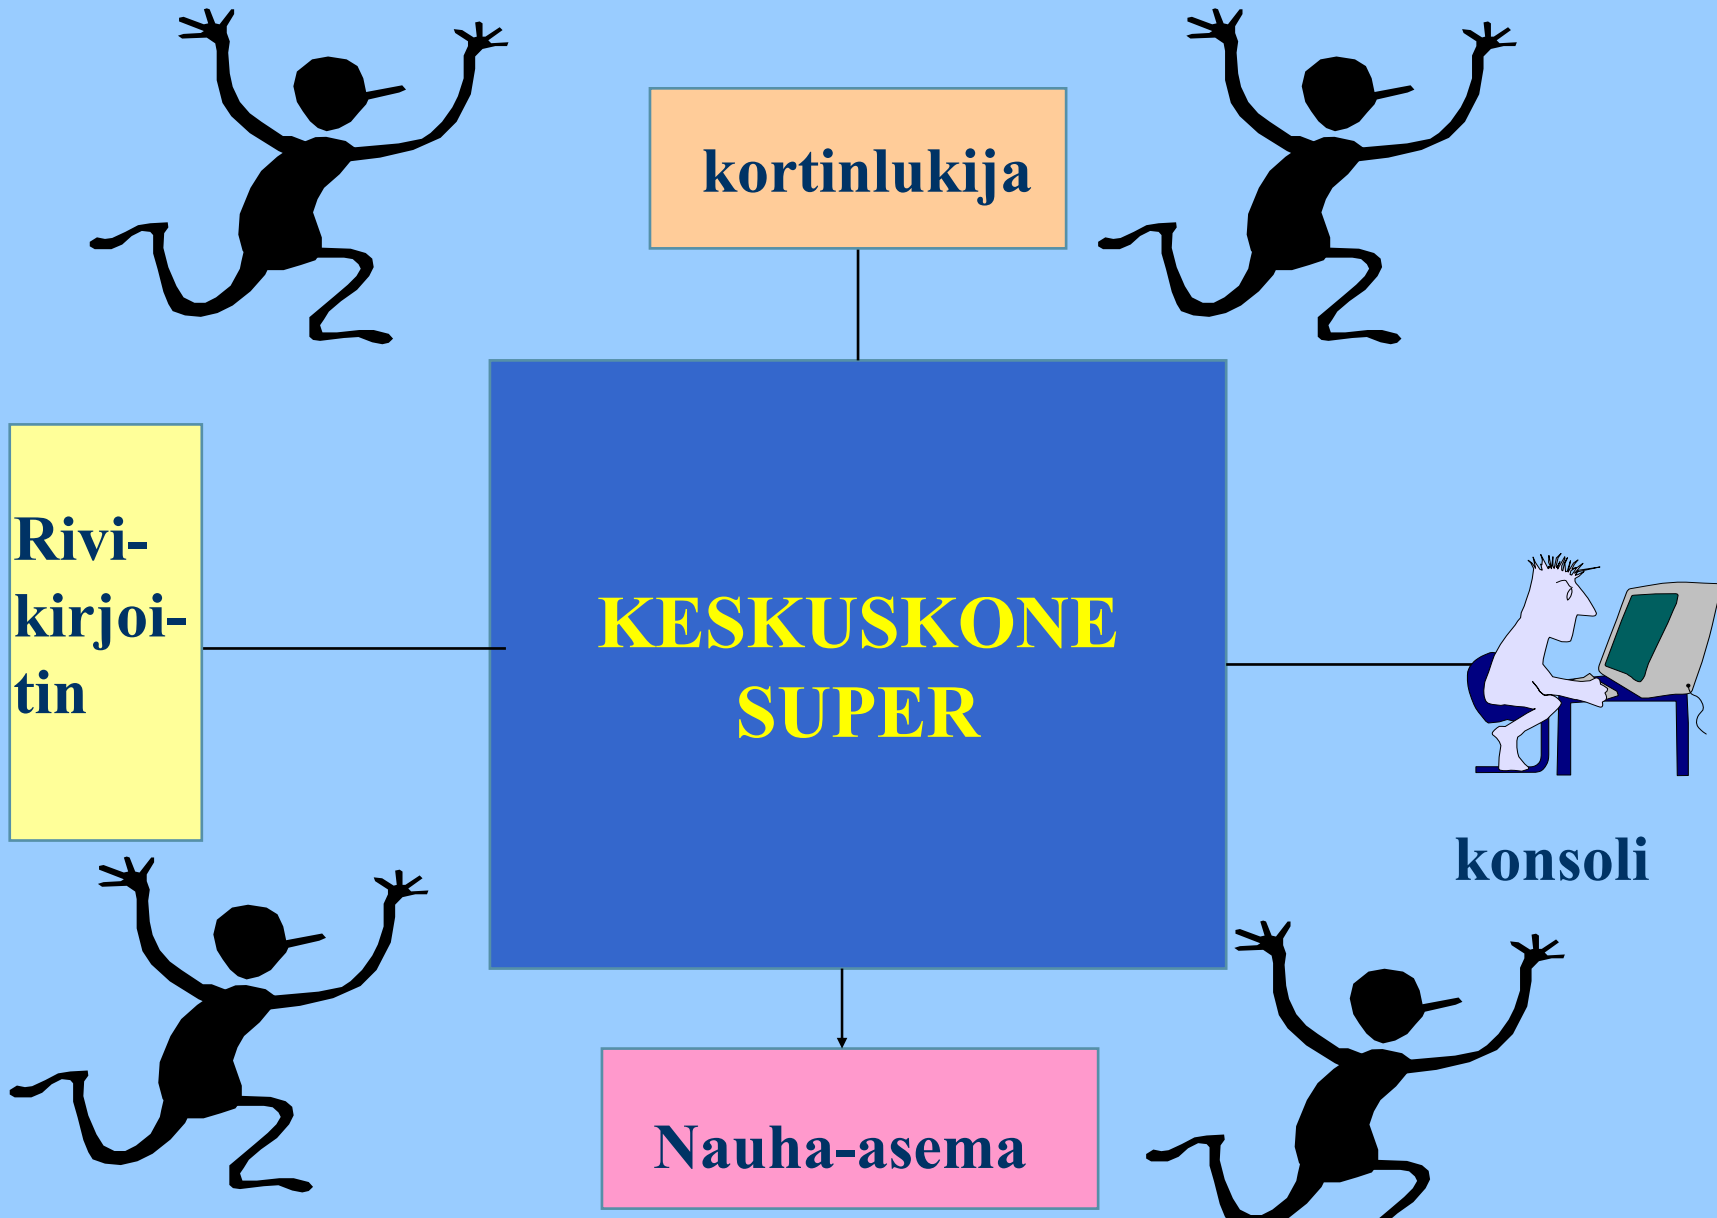 kortinlukija
Rivi-
kirjoi-
tin
KESKUSKONE
SUPER
konsoli
Nauha-asema